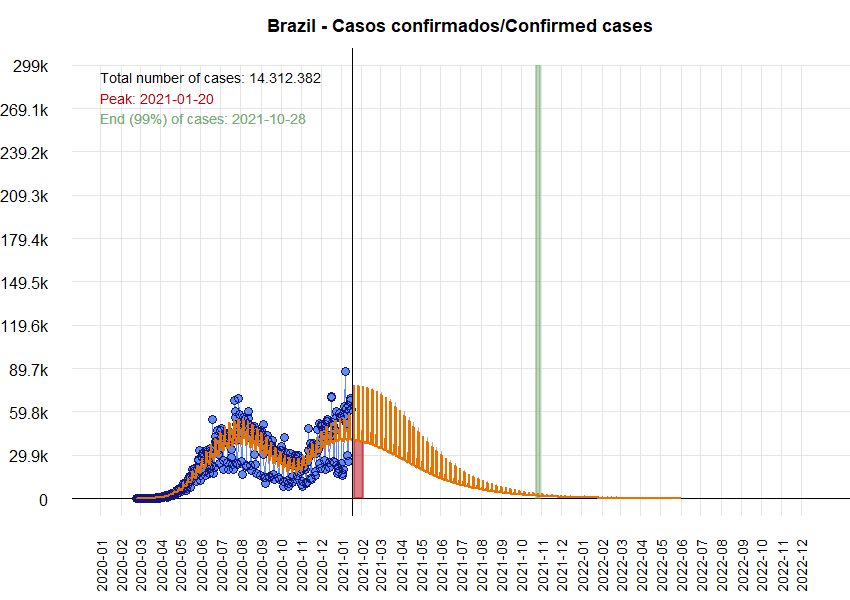 Brazil - Casos confirmados/Confirmed cases
Total number of cases: 14.312.382
Peak: 2021-01-20
End (99%) of cases: 2021-10-28
299k
269.1k
239.2k
209.3k
179.4k
149.5k
119.6k
89.7k
59.8k
29.9k
0
2020-01
2020-02
2020-03
2020-04
2020-05
2020-06
2020-07
2020-08
2020-09
2020-10
2020-11
2020-12
2021-01
2021-02
2021-03
2021-04
2021-05
2021-06
2021-07
2021-08
2021-09
2021-10
2021-11
2021-12
2022-01
2022-02
2022-03
2022-04
2022-05
2022-06
2022-07
2022-08
2022-09
2022-10
2022-11
2022-12